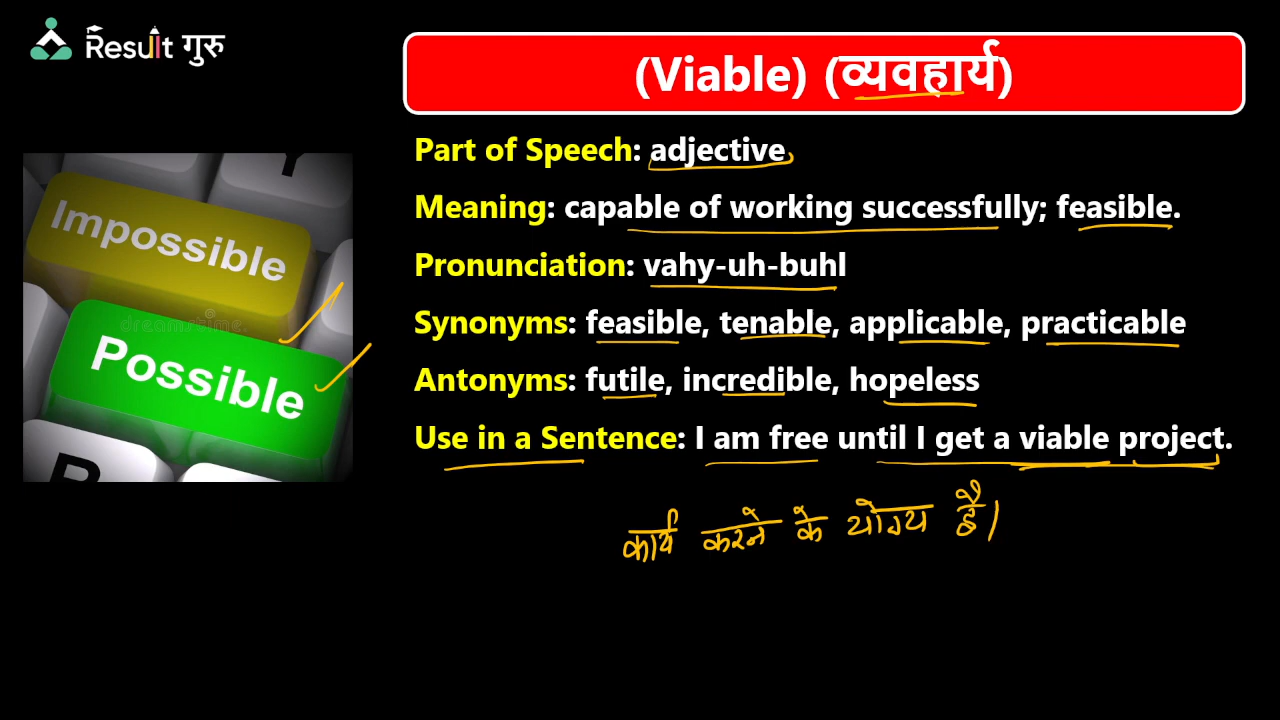 Result गुरु
(Viable) (व्यवहार्य)
Part of Speech: adjective
Meaning: capable of working successfully; feasible.
Pronunciation: vahy-uh-buhl
Synonyms: feasible, tenable, applicable, practicable
Antonyms: futile, incredible, hopeless
Use in a Sentence: I am free until I get a viable project.
कार्य करने के योग्य है।
Y
Impossible
dreamstime.
Possible